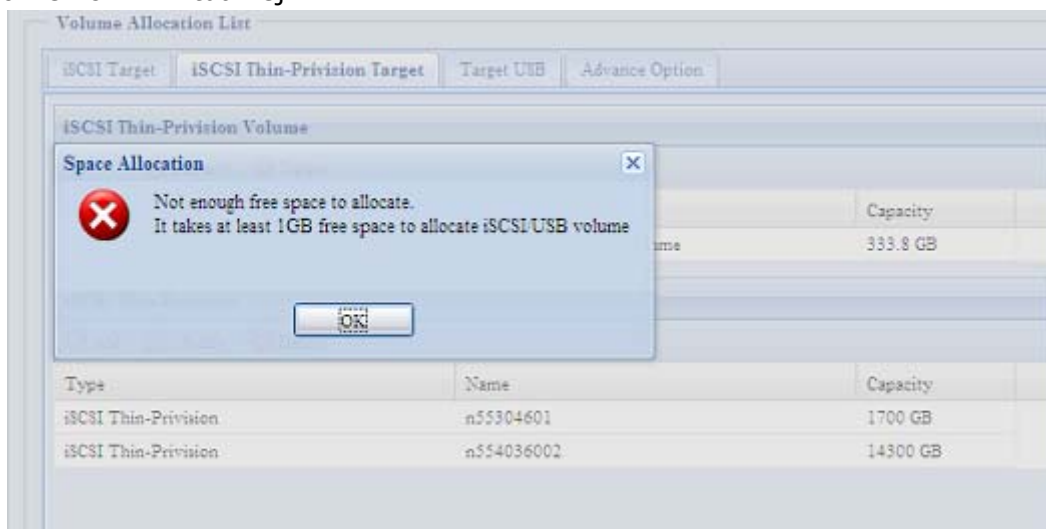 Volume Allocation List
iSCSI Target iSCSI Thin-Privision Target Target USB Advance Option
iSCSI Thin-Privision Volume
Space Allocation
Not enough free space to allocate.
It takes at least 1GB free space to allocate iSCSI/USB volume
Capacity
ume 333.8 GB
OK
Type Name Capacity
iSCSI Thin-Privision n55304601 1700 GB
iSCSI Thin-Privision n554036002 14300 GB